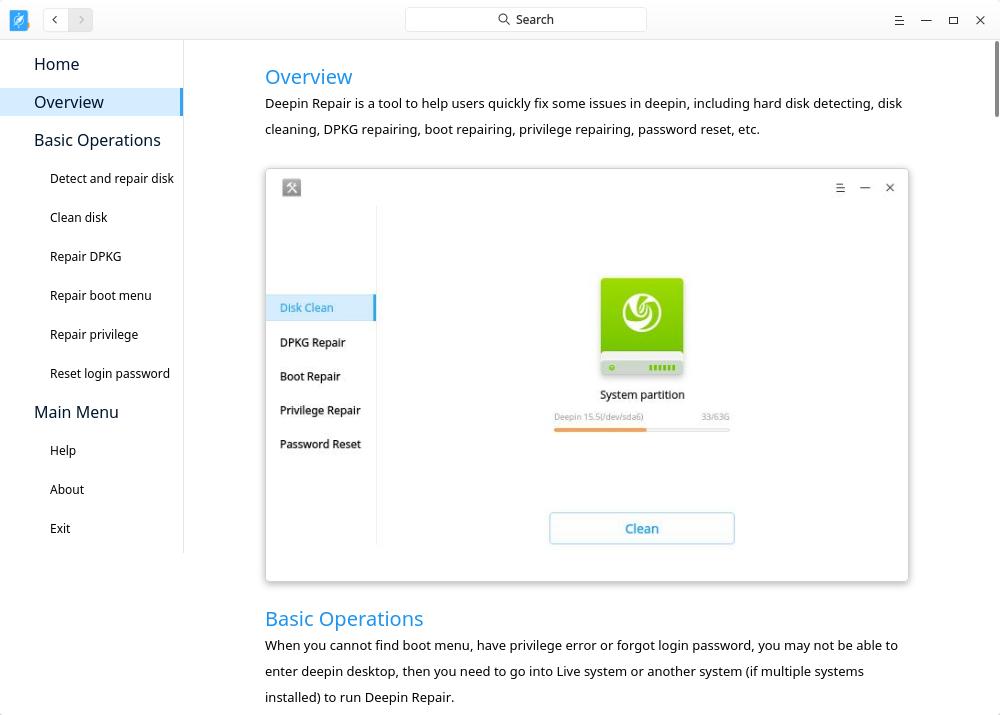 Search
Home
Overview
Basic Operations
Detect and repair disk
Clean disk
Repair DPKG
Repair boot menu
Repair privilege
Reset login password
Main Menu
Help
About
Exit
Overview
Deepin Repair is a tool to help users quickly fix some issues in deepin, including hard disk detecting, disk
cleaning, DPKG repairing, boot repairing, privilege repairing, password reset, etc.
Disk Clean
DPKG Repair
Boot Repair
Privilege Repair
Password Reset
System partition
Deepin 15.5(/dev/sda6) 33/63G
Clean
Basic Operations
When you cannot find boot menu, have privilege error or forgot login password, you may not be able to
enter deepin desktop, then you need to go into Live system or another system (if multiple systems
installed) to run Deepin Repair.